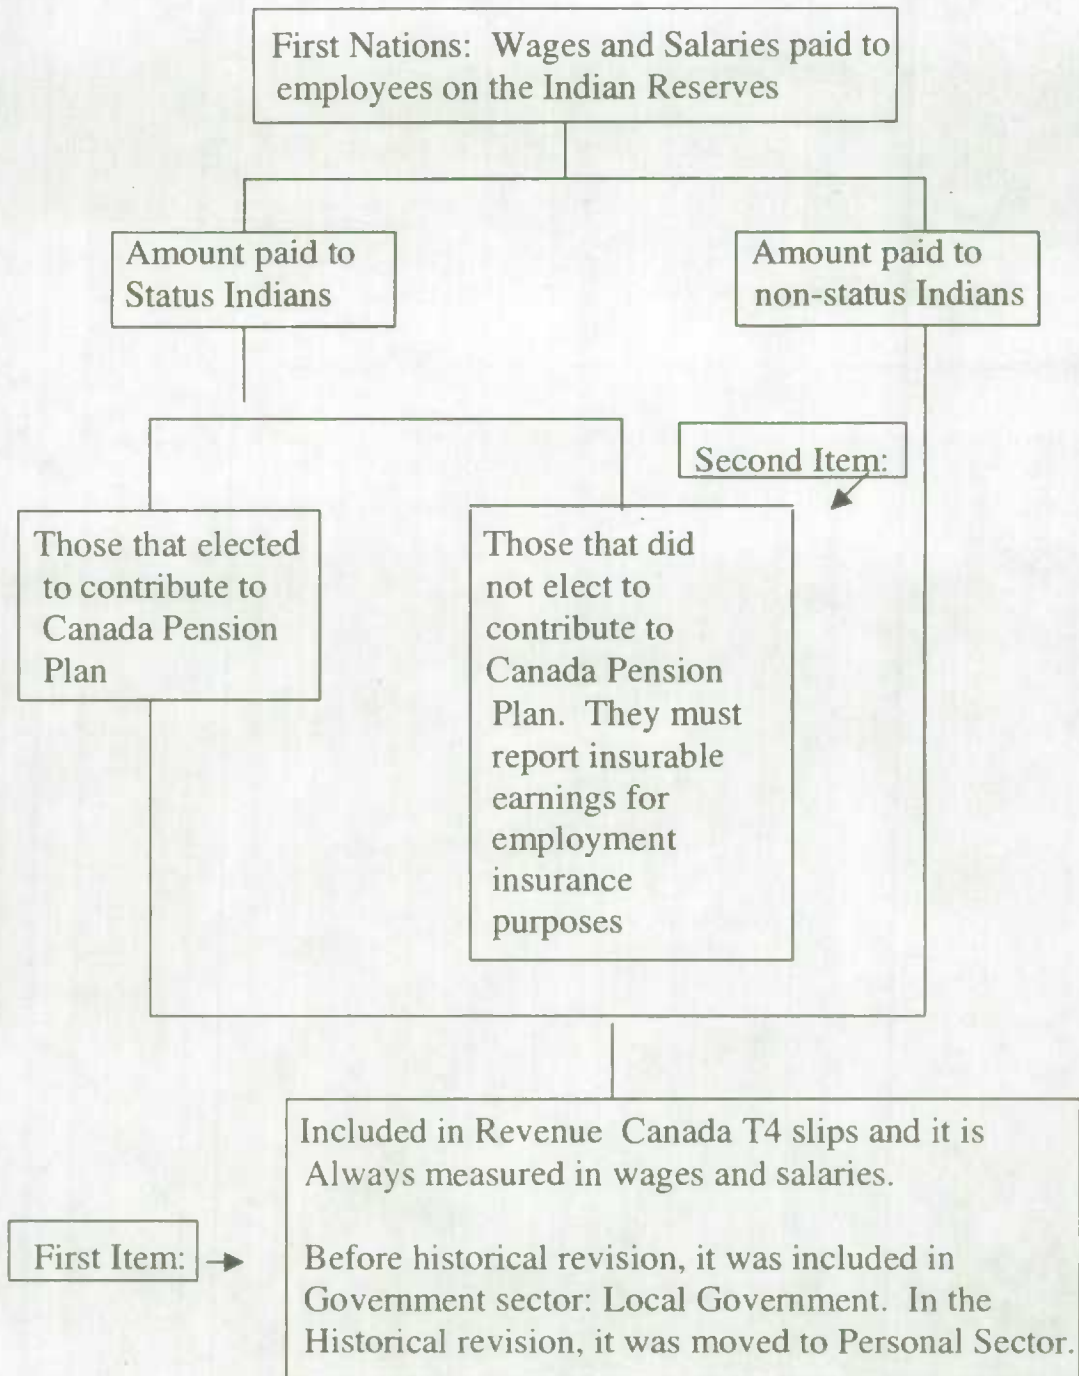 First Nations: Wages and Salaries paid to
employees on the Indian Reserves
Amount paid to
Status Indians
Amount paid to
non-status Indians
Second Item:
Those that elected
to contribute to
Canada Pension
Plan
Those that did
not elect to
contribute to
Canada Pension
Plan. They must
report insurable
earnings for
employment
insurance
purposes
Included in Revenue Canada T4 slips and it is
Always measured in wages and salaries.
First Item:
Before historical revision, it was included in
Government sector: Local Government. In the
Historical revision, it was moved to Personal Sector.